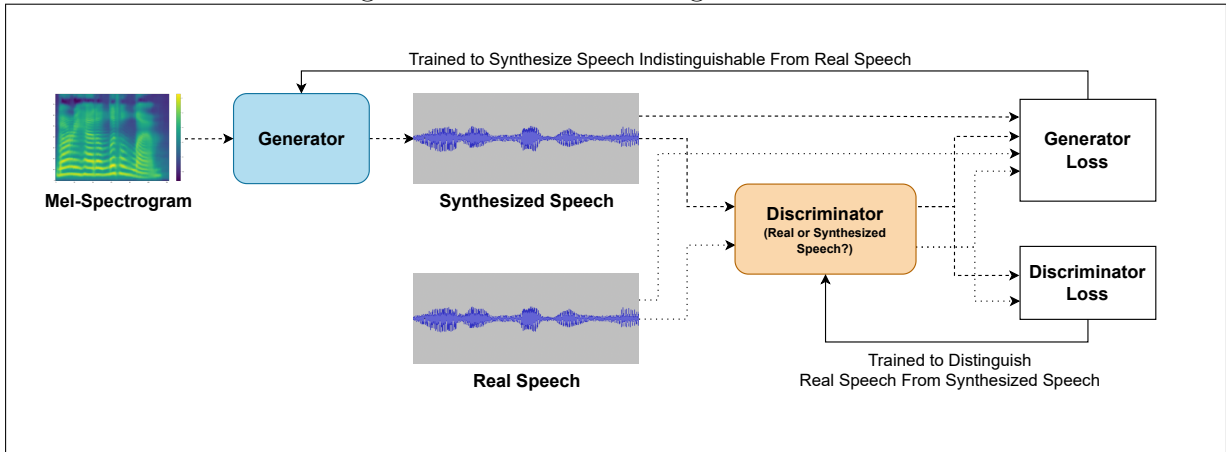 Trained to Synthesize Speech Indistinguishable From Real Speech
Generator
Mel-Spectrogram
Synthesized Speech
Generator
Loss
Discriminator
(Real or Synthesized
Speech?)
Discriminator
Loss
Real Speech
Trained to Distinguish
Real Speech From Synthesized Speech